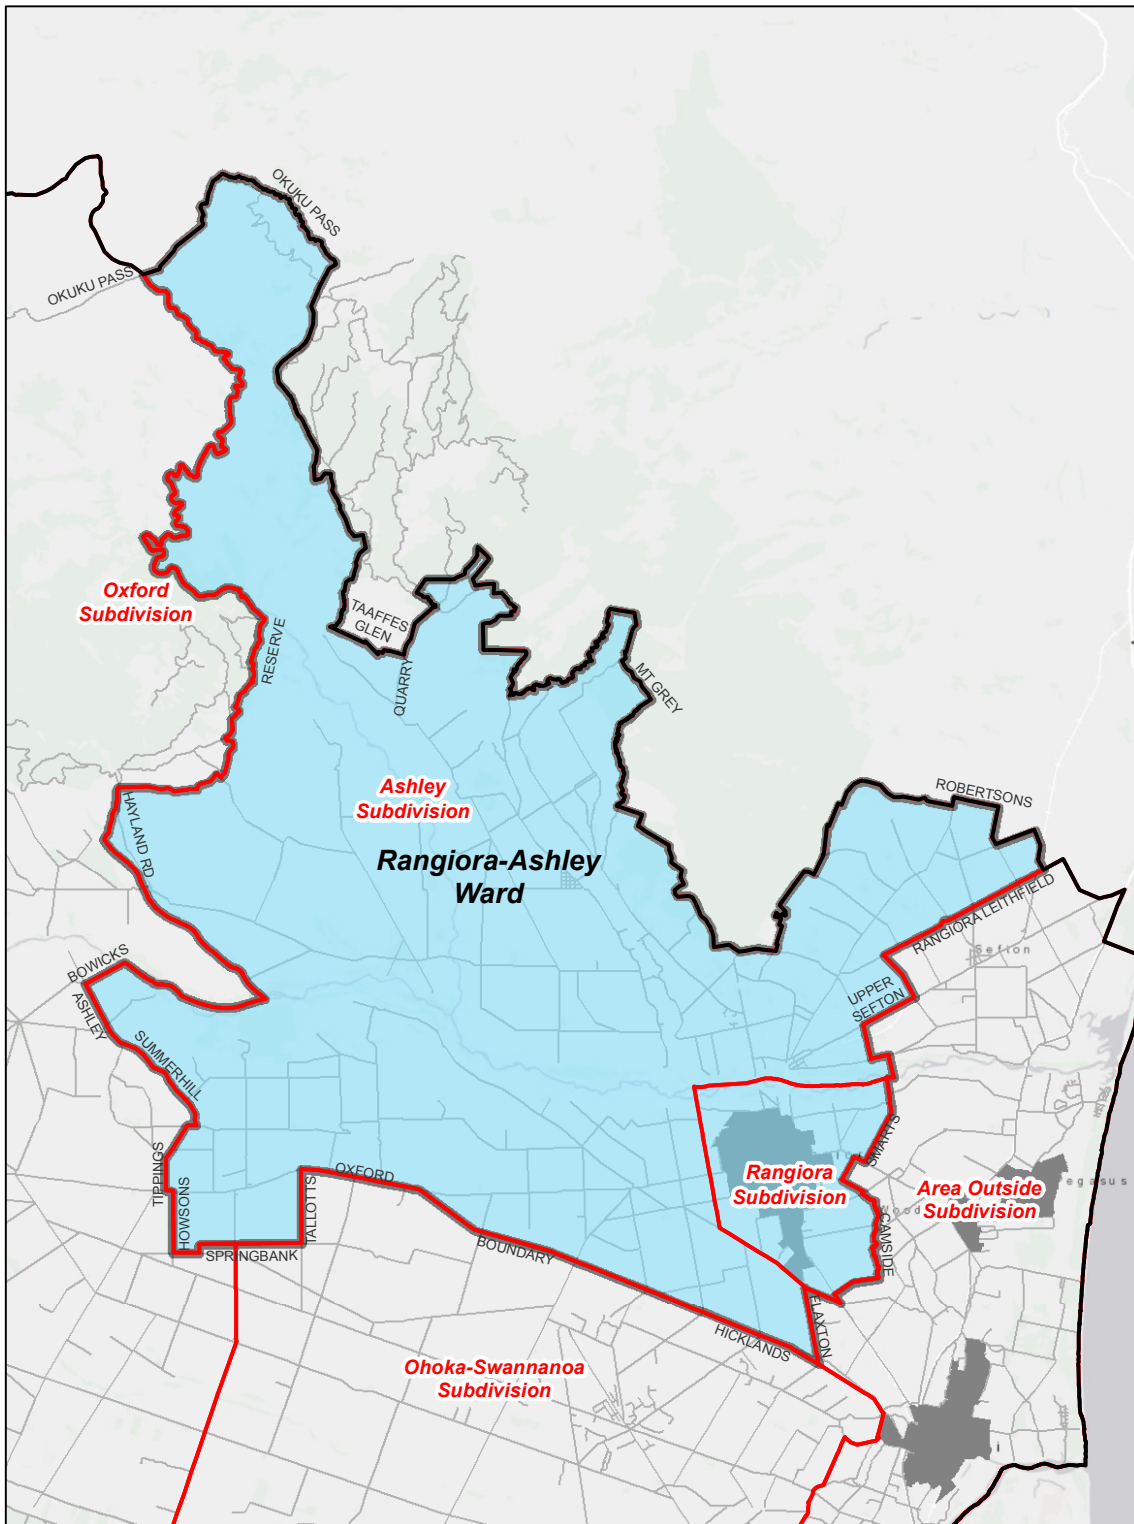 OKUKU PASS
OKUKU PASS
Oxford
Subdivision
TAAFFES
GLEN
RESERVE
QUARRY
MT GREY
Ashley
Subdivision
HAYLAND RD
ROBERTSONS
Rangiora-Ashley
Ward
RANGIORA LEITHFIELD
Sefton
BOWICKS
ASHLEY
UPPER
SEFTON
SUMMERHILL
SMARTS
TIPPINGS
OXFORD
Rangiora
Subdivision
Area Outside
Subdivision
egasus
Wood
HOWSONS
TALLOTTS
CAMSIDE
SPRINGBANK
BOUNDARY
FLAXTON
HICKLANDS
Ohoka-Swannanoa
Subdivision